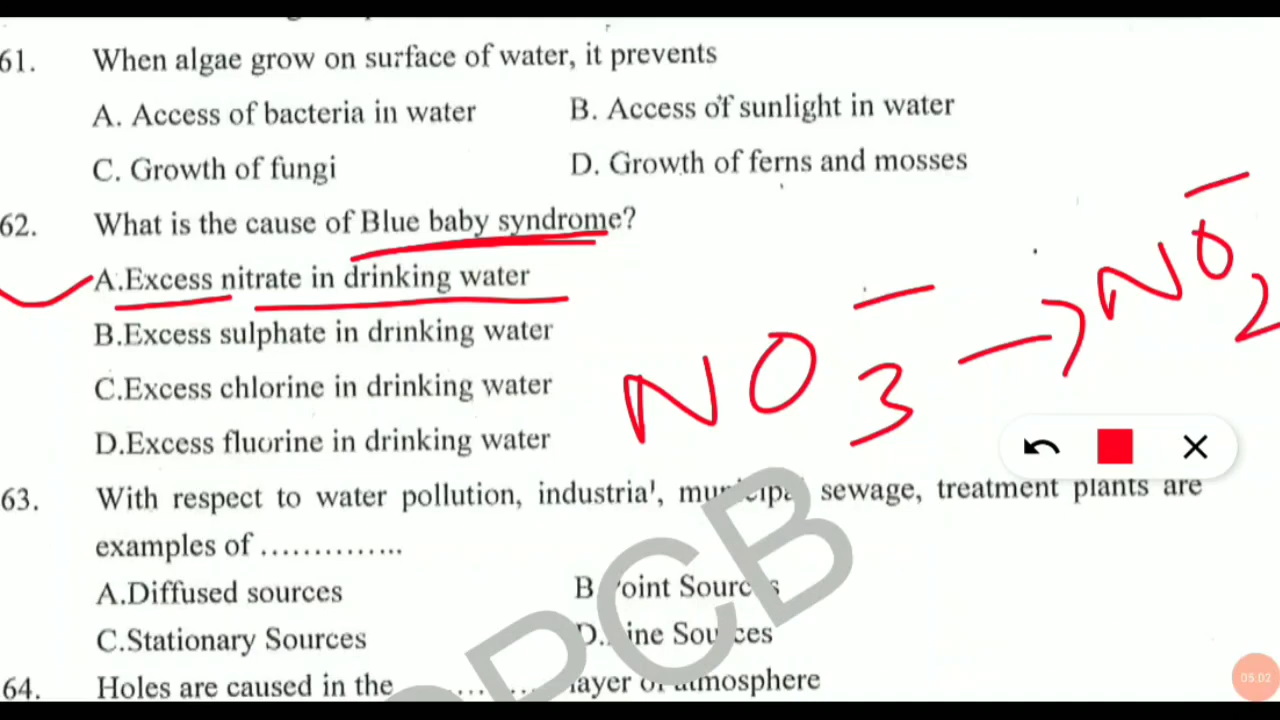 61. When algae grow on surface of water, it prevents
A. Access of bacteria in water B. Access of sunlight in water
C. Growth of fungi D. Growth of ferns and mosses
62. What is the cause of Blue baby syndrome?
A.Excess nitrate in drinking water
B.Excess sulphate in drinking water
C.Excess chlorine in drinking water
D.Excess fluorine in drinking water
NO3⁻ → NO2⁻
63. With respect to water pollution, industrial, municipal sewage, treatment plants are
examples of ..............
A.Diffused sources B Point Sources
C.Stationary Sources D. Line Sources
64. Holes are caused in the ........... layer of atmosphere
PCB
05:02